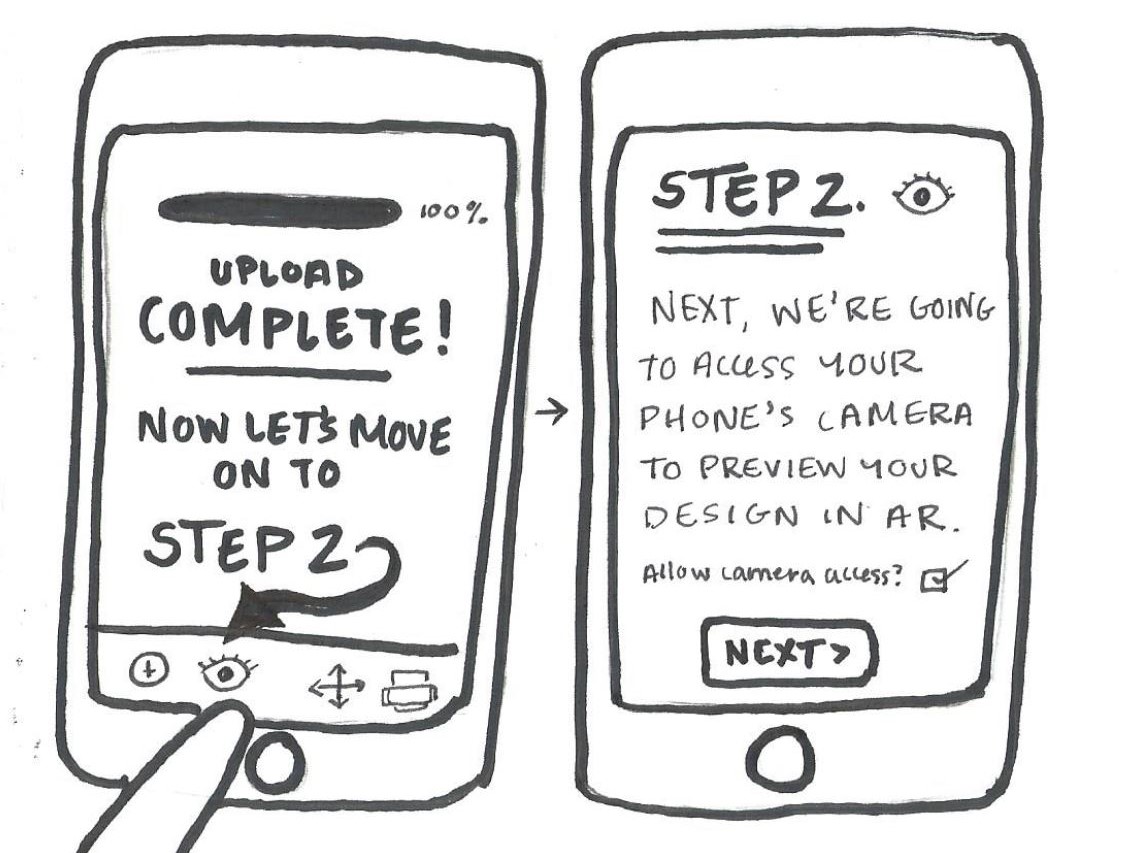 100%
UPLOAD
COMPLETE!
NOW LET'S MOVE
ON TO
STEP 2
STEP 2.
NEXT, WE'RE GOING
TO ACCESS YOUR
PHONE'S CAMERA
TO PREVIEW YOUR
DESIGN IN AR.
Allow camera access?
NEXT >